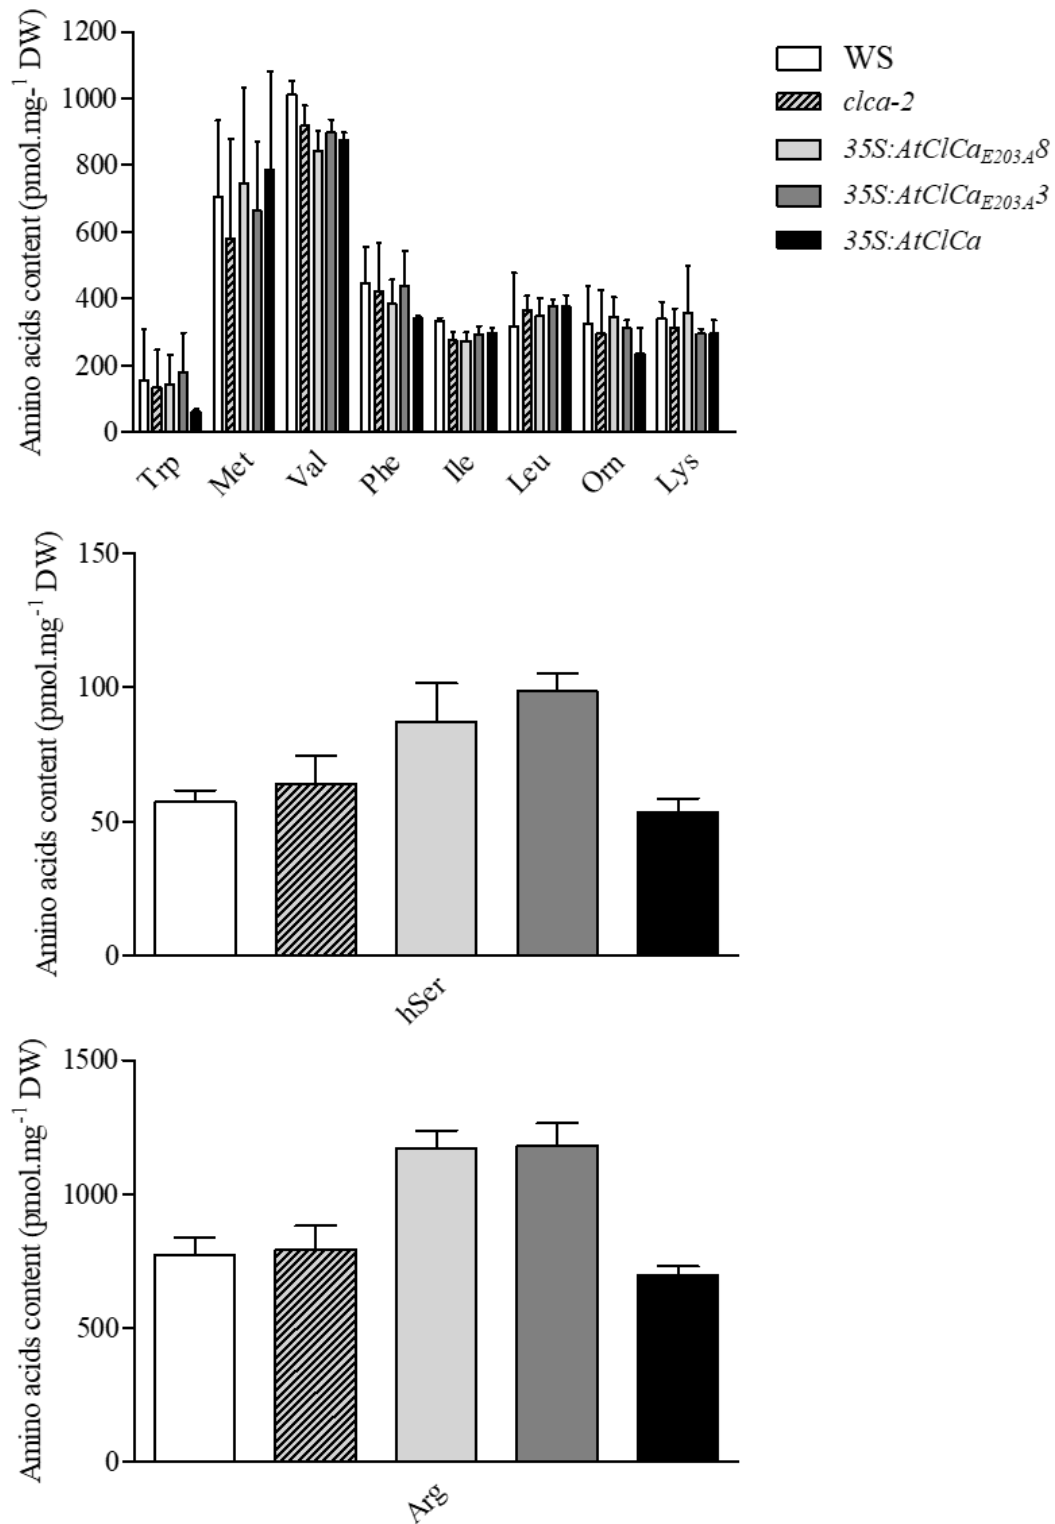 Amino acids content (pmol.mg-¹ DW)
1200
1000
800
600
400
200
0
Trp
Met
Val
Phe
Ile
Leu
Orn
Lys
WS
clca-2
35S:AtClCa_E203A8
35S:AtClCa_E203A3
35S:AtClCa
Amino acids content (pmol.mg⁻¹ DW)
150
100
50
0
hSer
Amino acids content (pmol.mg⁻¹ DW)
1500
1000
500
0
Arg